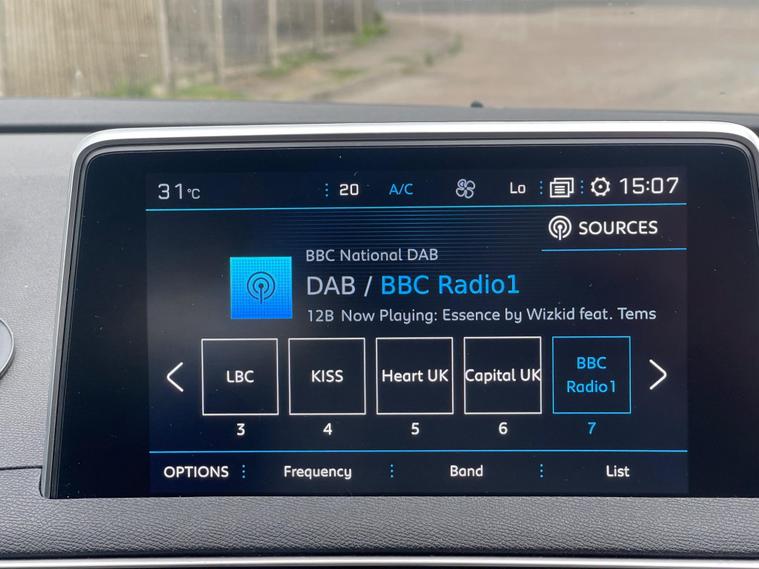 31°C 20 A/C Lo 15:07
SOURCES
BBC National DAB
DAB / BBC Radio1
12B Now Playing: Essence by Wizkid feat. Tems
LBC KISS Heart UK Capital UK BBC
Radio1
3 4 5 6 7
OPTIONS Frequency Band List